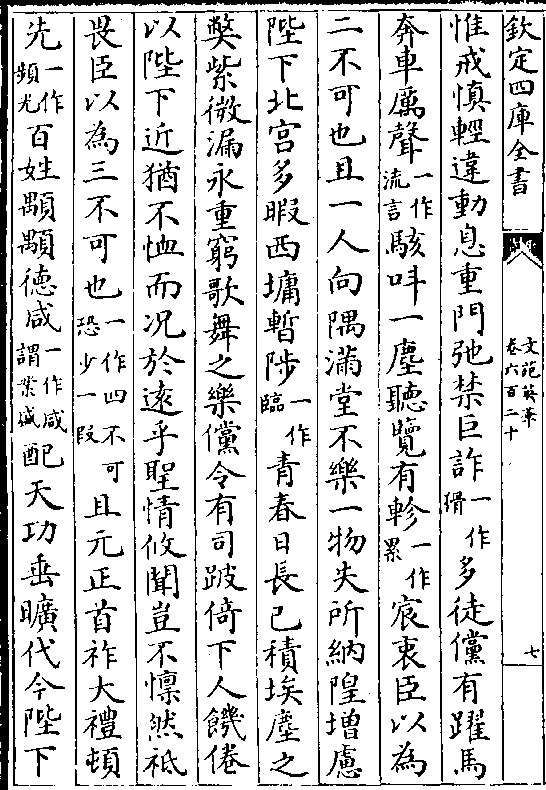 欽定四庫全書
文苑英華
卷六百二十
七
惟戒慎輕違動息重門弛禁巨詐一作猾多徒儻有躍馬
奔車厲聲一作流言駭呌一塵聽覽有軫一作累宸衷臣以為
二不可也且一人向隅滿堂不樂一物失所納隍增慮
陛下北宮多暇西墉暫陟一作臨青春日長已積埃塵之
弊紫微漏永重窮歌舞之樂儻令有司跛倚下人饑倦
以陛下近猶不恤而况於遠乎聖情攸聞豈不懍然祗
畏臣以為三不可也一作四不可恐少一段且元正首祚大禮頓
先一作頻光百姓顒顒德咸一作咸謂業咸配天功垂曠代今陛下